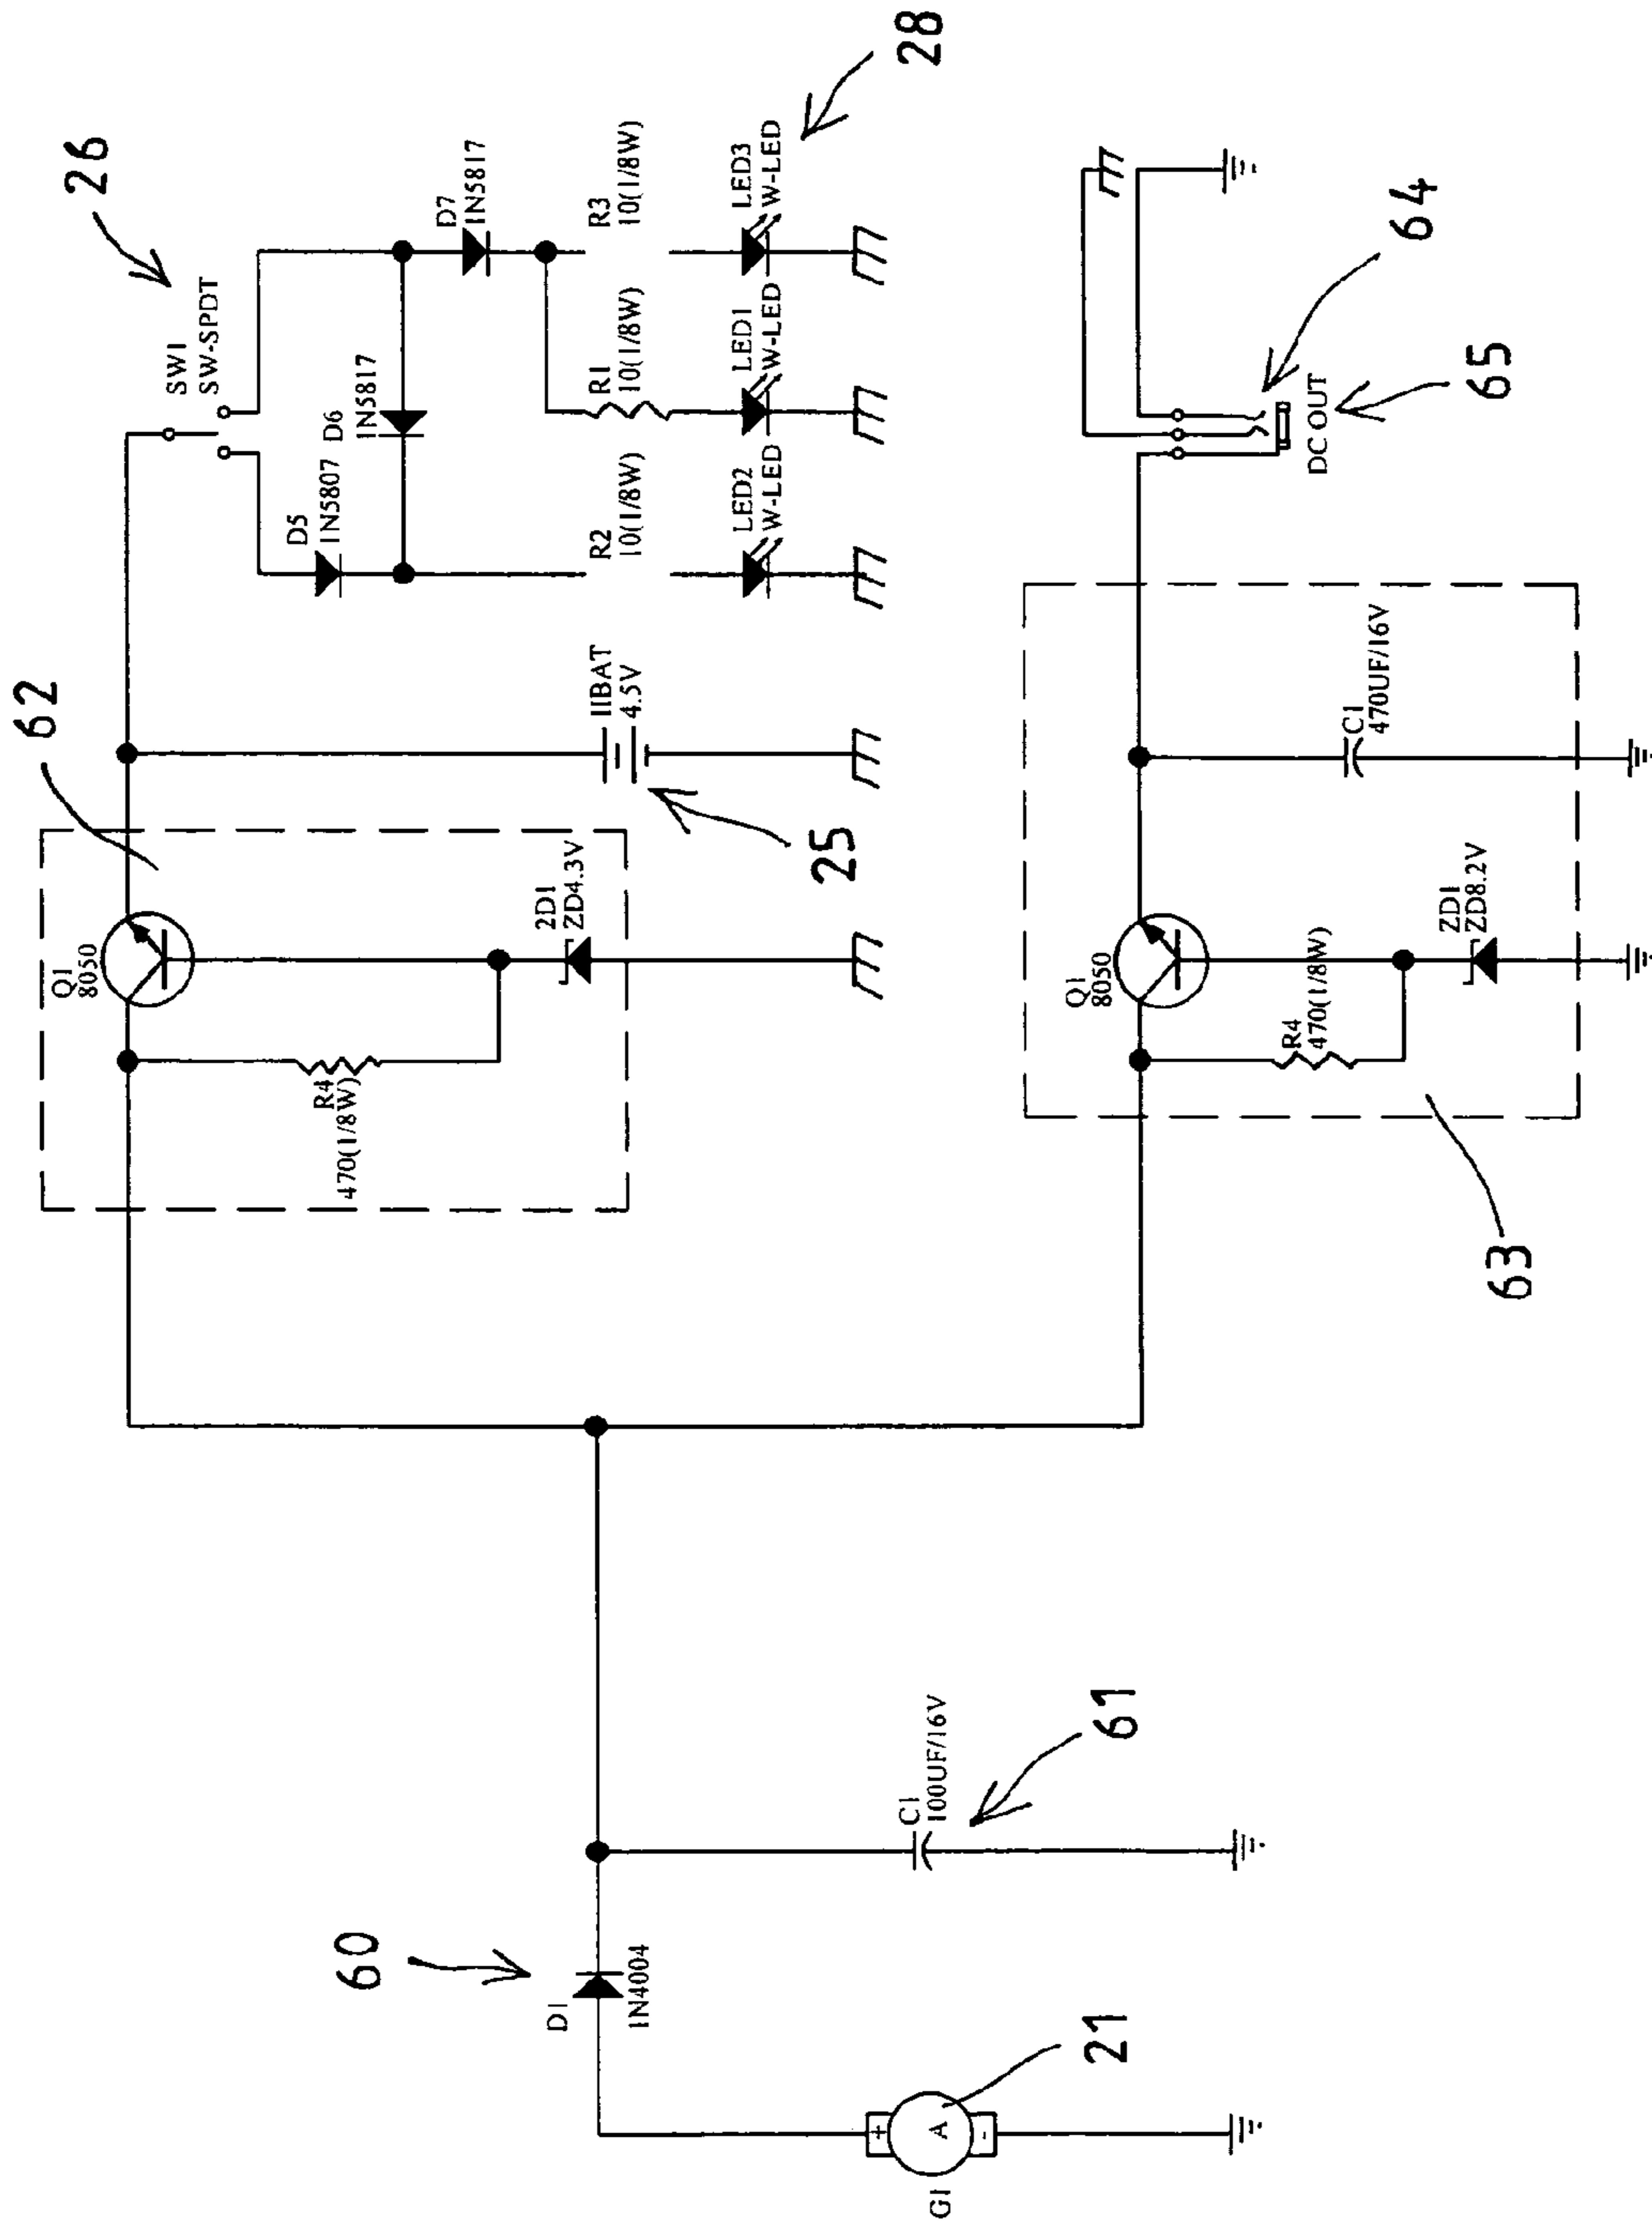 G1
+
A
-
21
D1
1N4004
60
C1
100UF/16V
61
62
Q1
8050
R4
470(1/8W)
2D1
ZD4.3V
IIBAT
4.5V
25
SW1
SW-SPDT
26
D5
1N5807
D6
1N5817
D7
1N5817
R2
10(1/8W)
R1
10(1/8W)
R3
10(1/8W)
LED2
W-LED
LED1
W-LED
LED3
W-LED
28
Q1
8050
R4
470(1/8W)
ZD1
ZD8.2V
C1
470UF/16V
63
DC OUT
64
65